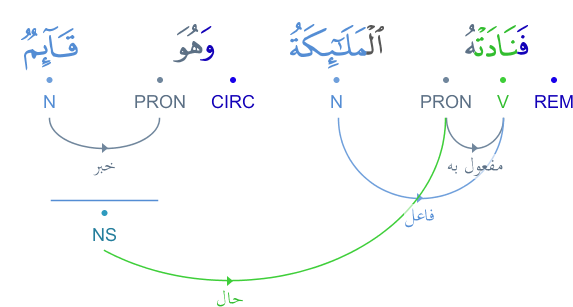 فَنَادَتْهُ ٱلْمَلَـٰٓئِكَةُ وَهُوَ قَآئِمٌ
REM V PRON N CIRC PRON N
مفعول به
خبر
فاعل
NS
حال